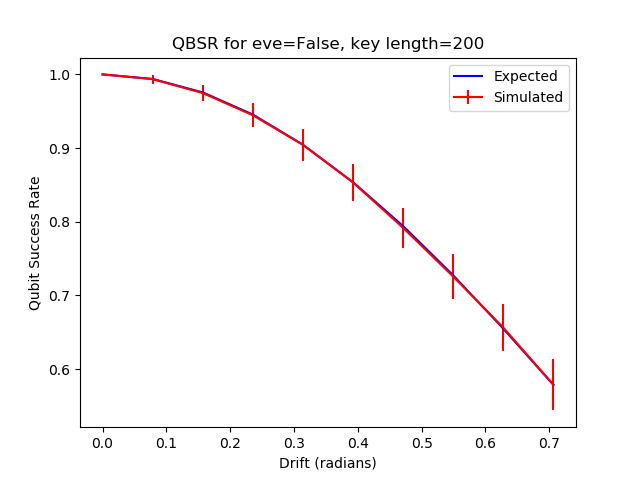 QBSR for eve=False, key length=200
Expected
Simulated
Qubit Success Rate
1.0
0.9
0.8
0.7
0.6
0.0 0.1 0.2 0.3 0.4 0.5 0.6 0.7
Drift (radians)